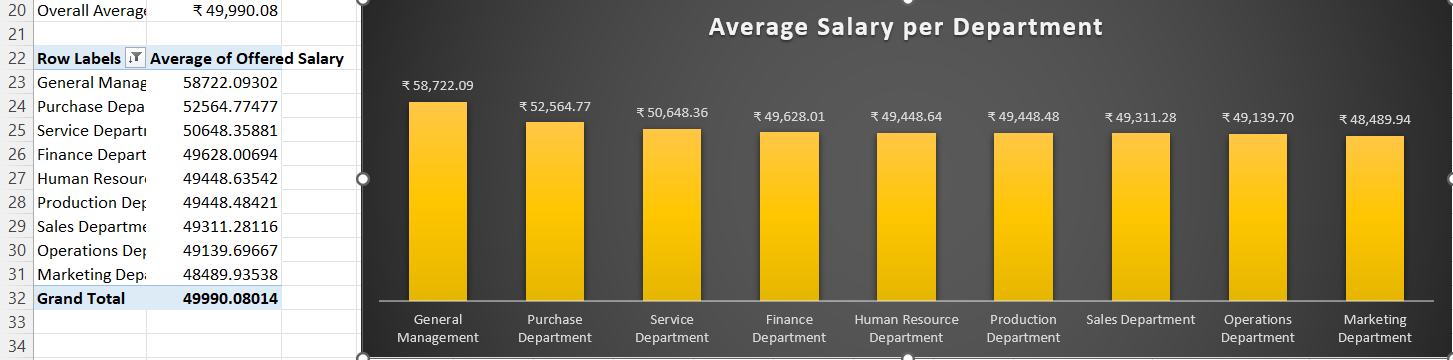 20 Overall Average ₹ 49,990.08
21
22 Row Labels Average of Offered Salary
23 General Manag 58722.09302
24 Purchase Depa 52564.77477
25 Service Depart 50648.35881
26 Finance Depart 49628.00694
27 Human Resour 49448.63542
28 Production Dep 49448.48421
29 Sales Departme 49311.28116
30 Operations Dep 49139.69667
31 Marketing Depa 48489.93538
32 Grand Total 49990.08014
33
34
Average Salary per Department
₹ 58,722.09 ₹ 52,564.77 ₹ 50,648.36 ₹ 49,628.01 ₹ 49,448.64 ₹ 49,448.48 ₹ 49,311.28 ₹ 49,139.70 ₹ 48,489.94
General Purchase Service Finance Human Resource Production Sales Department Operations Marketing
Management Department Department Department Department Department Department Department